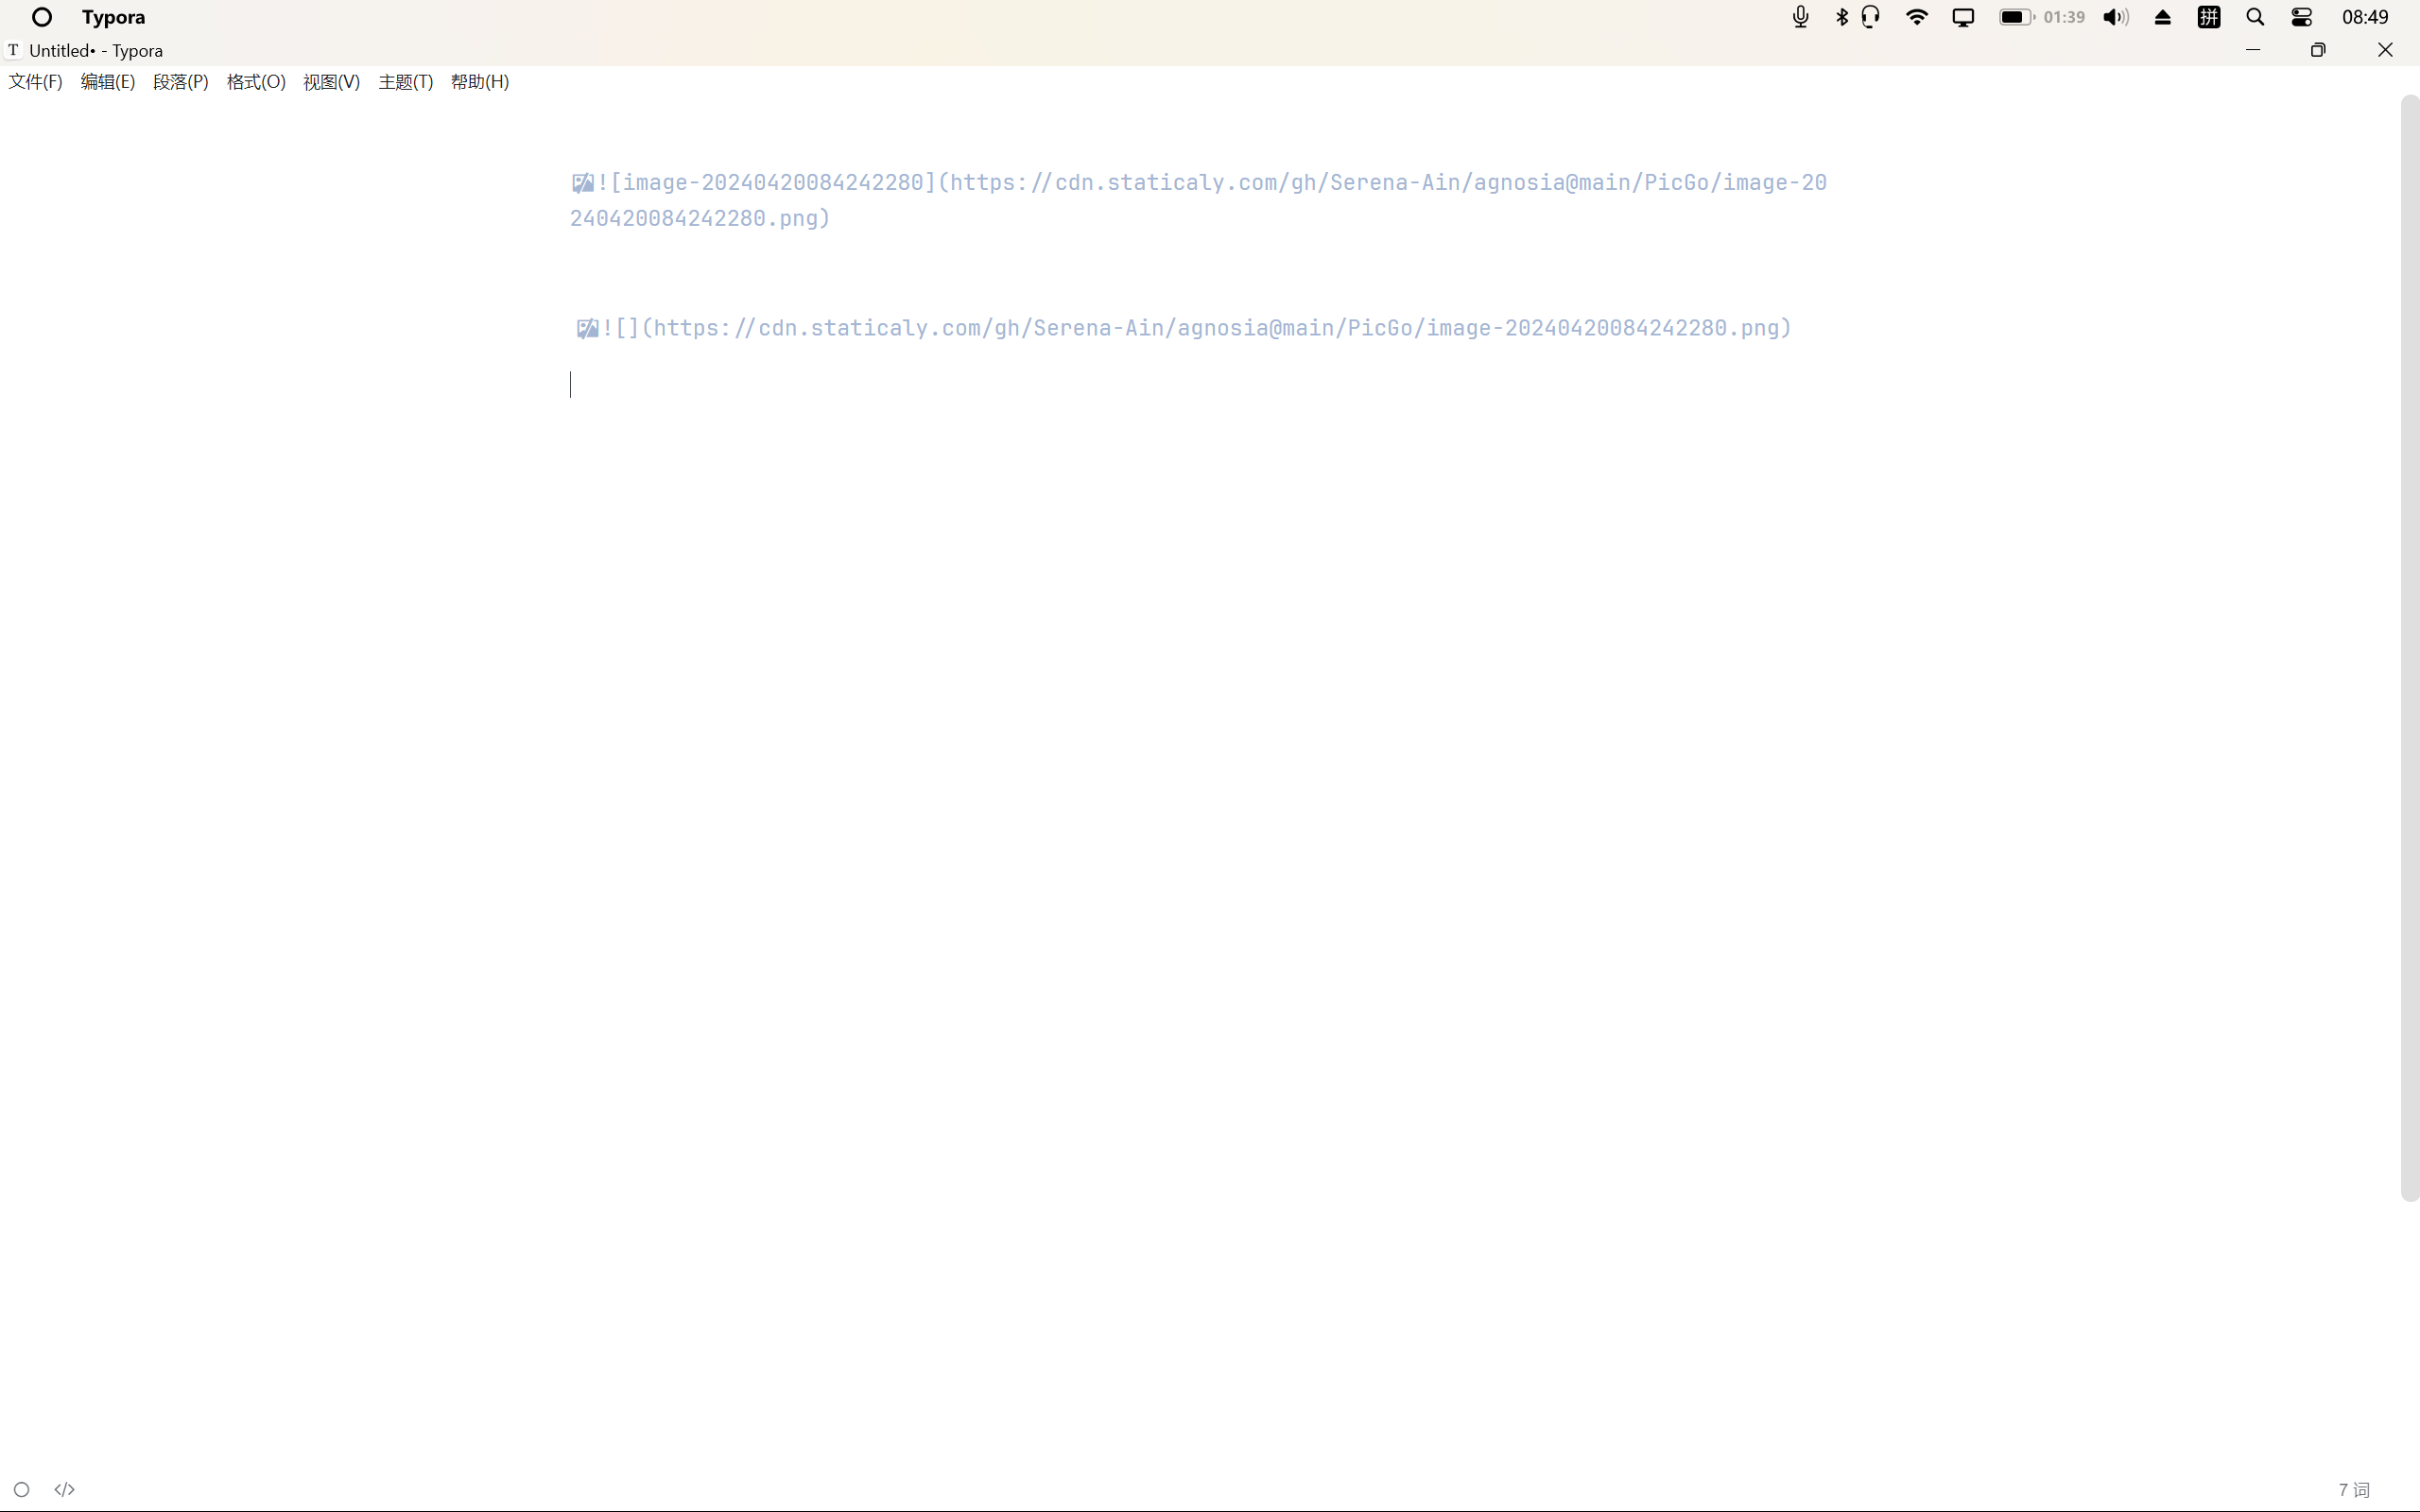 Typora
01:39
拼
08:49
T Untitled• - Typora
文件(F) 编辑(E) 段落(P) 格式(O) 视图(V) 主题(T) 帮助(H)
![image-20240420084242280](https://cdn.staticaly.com/gh/Serena-Ain/agnosia@main/PicGo/image-20
240420084242280.png)
![](https://cdn.staticaly.com/gh/Serena-Ain/agnosia@main/PicGo/image-20240420084242280.png)
</>
7 词